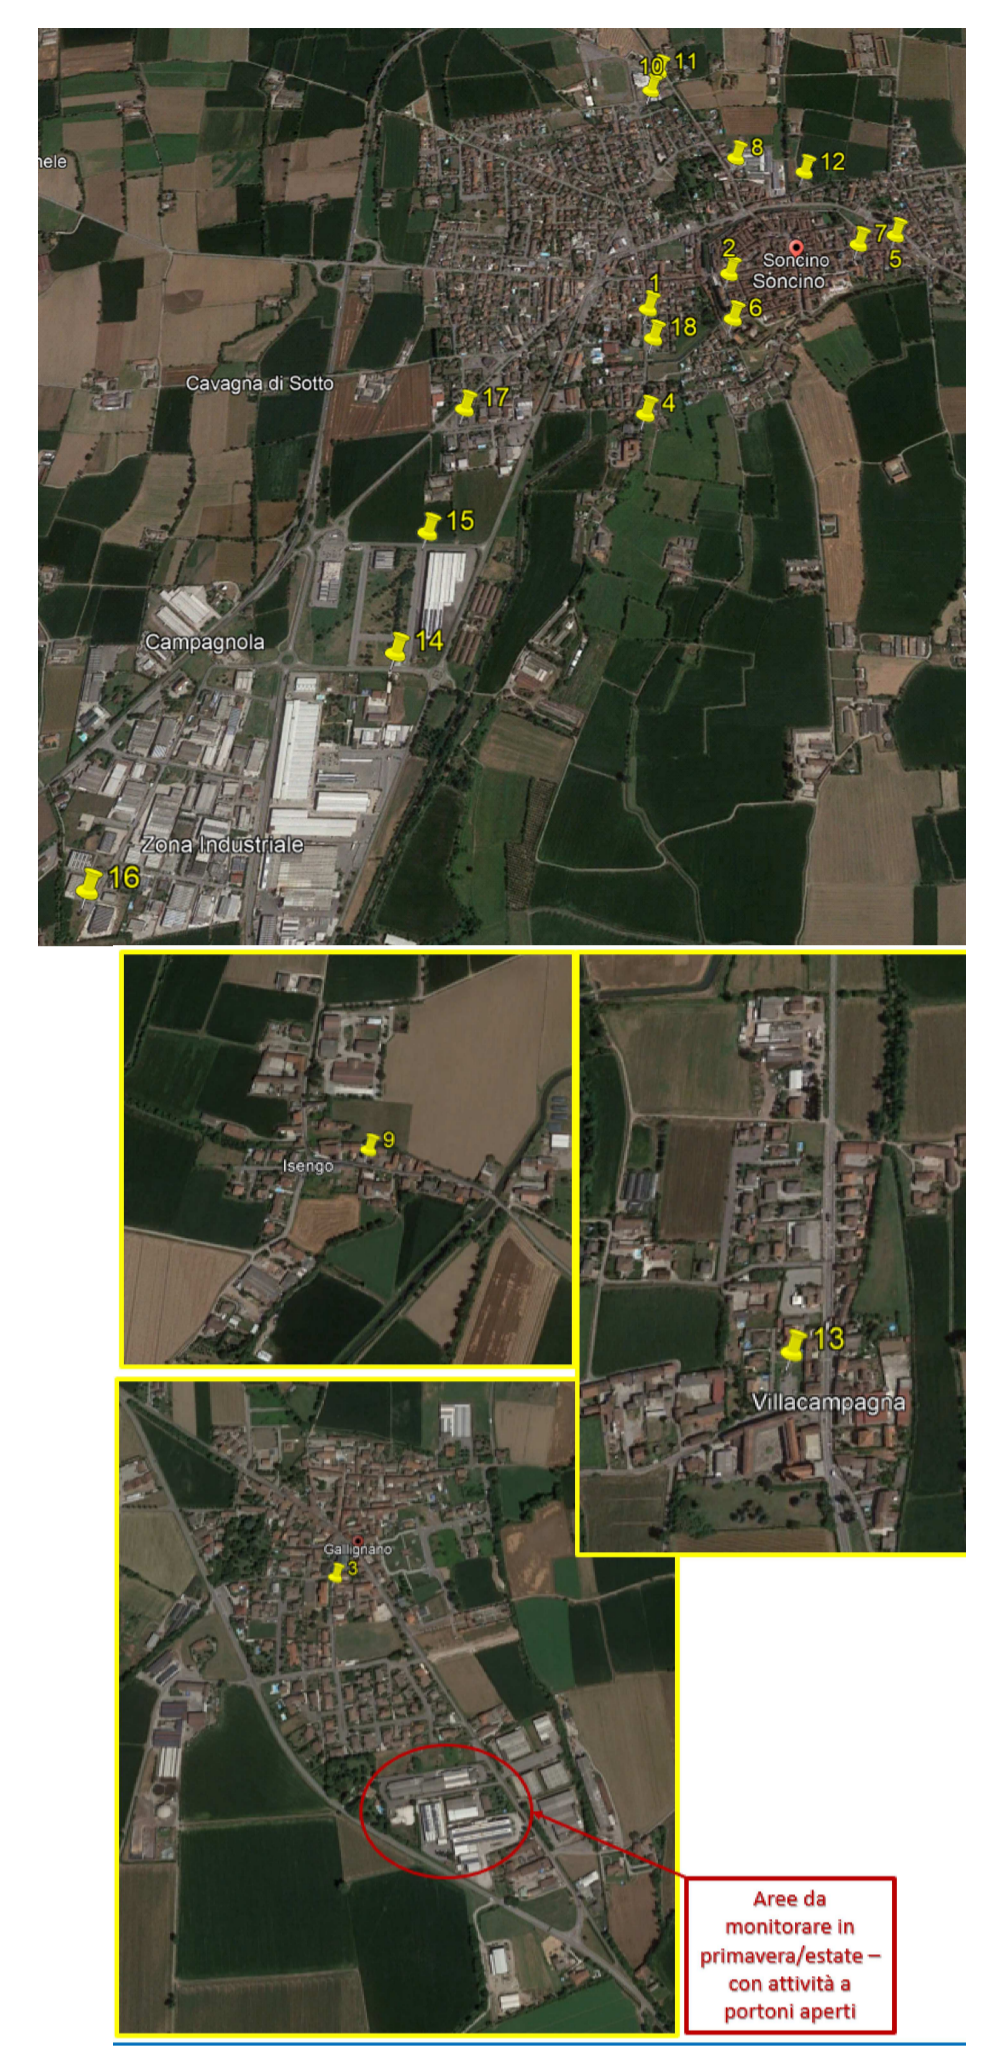 10 11
8
12
nele
7
5
2
Soncino
Soncino
1
6
18
Cavagna di Sotto
17
4
15
Campagnola
14
Zona Industriale
16
9
Isengo
13
Villacampagna
Gallignano
3
Aree da
monitorare in
primavera/estate –
con attività a
portoni aperti